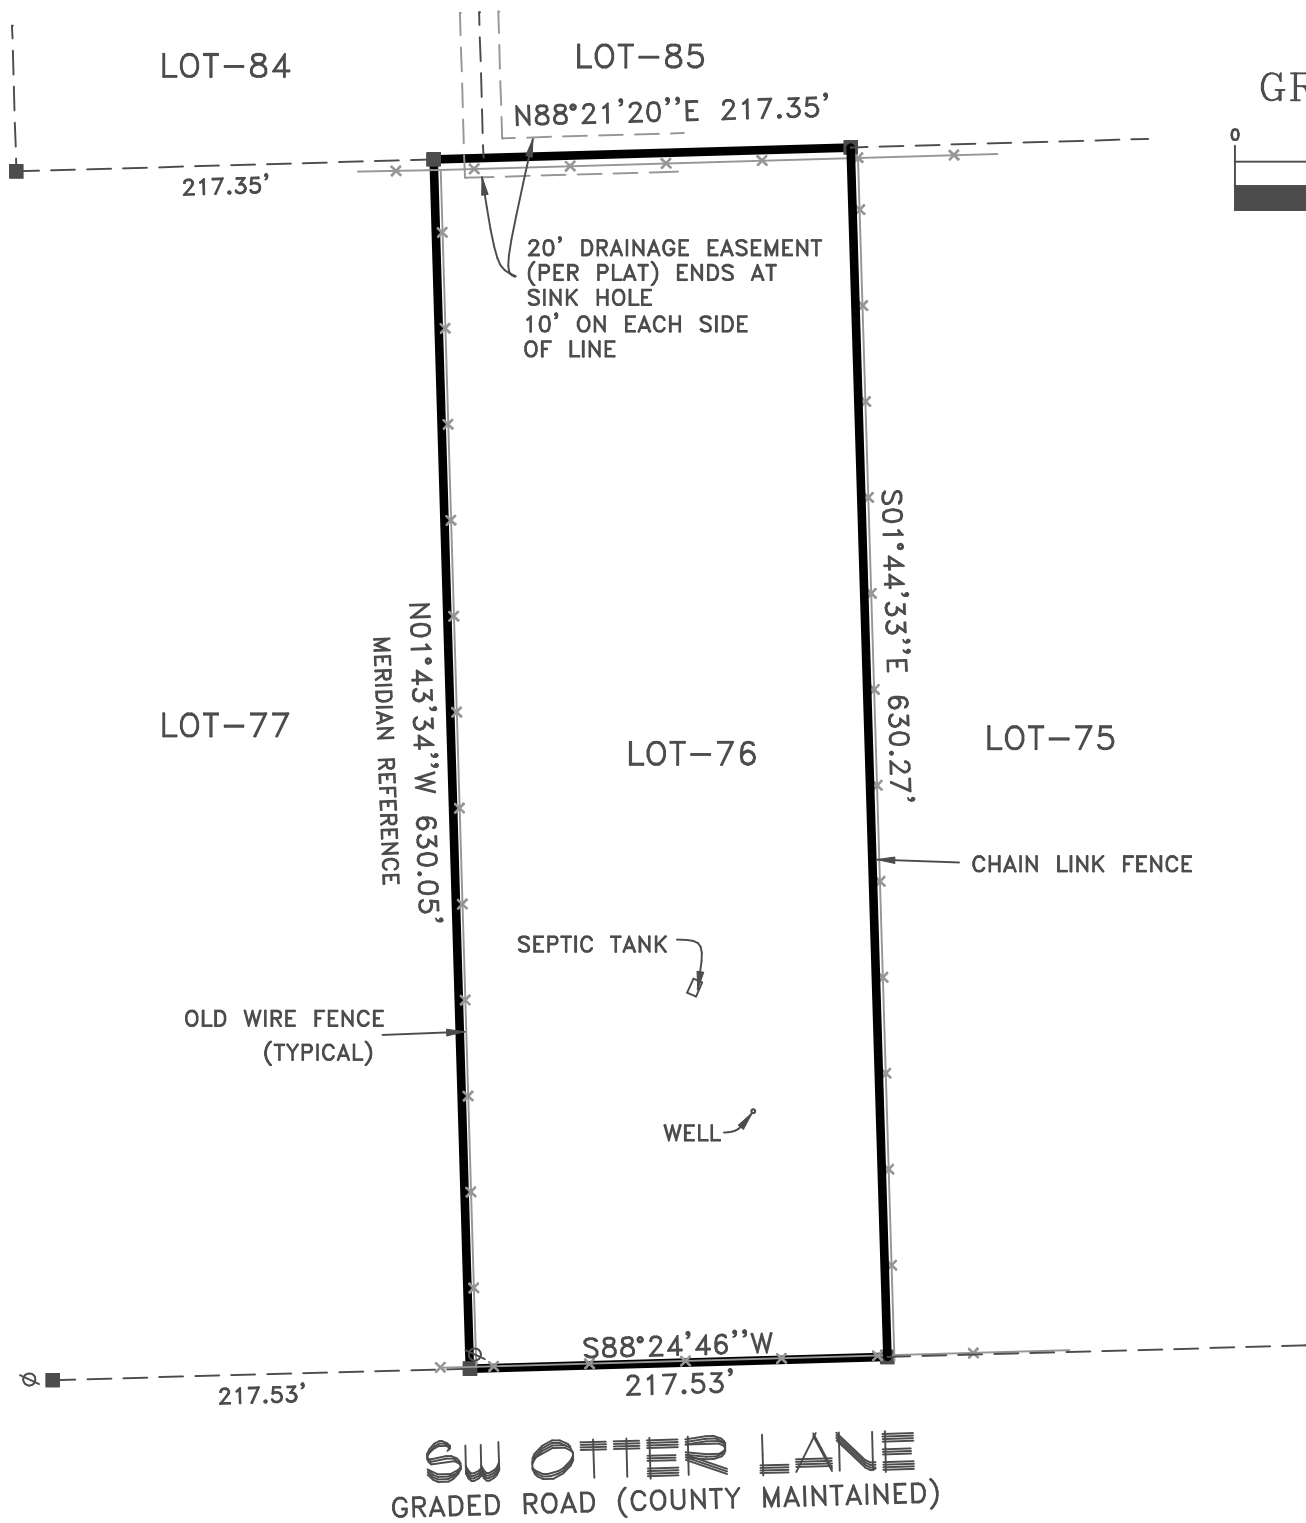 LOT-84
LOT-85
GR
N88°21'20''E 217.35'
0
217.35'
20' DRAINAGE EASEMENT
(PER PLAT) ENDS AT
SINK HOLE
10' ON EACH SIDE
OF LINE
S01°44'33''E 630.27'
N01°43'34''W 630.05'
MERIDIAN REFERENCE
LOT-77
LOT-76
LOT-75
CHAIN LINK FENCE
SEPTIC TANK
OLD WIRE FENCE
(TYPICAL)
WELL
S88°24'46''W
217.53'
217.53'
SW OTTER LANE
GRADED ROAD (COUNTY MAINTAINED)